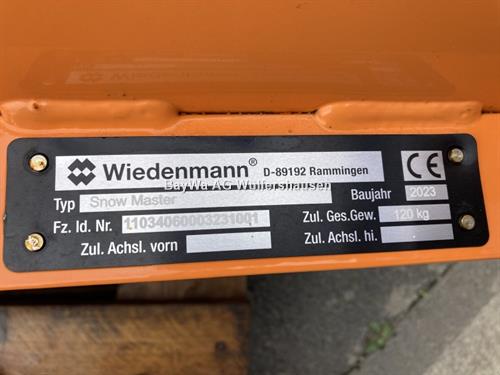 Wiedenmann® D-89192 Rammingen CE
BayWa AG Wolfershausen
Typ Snow Master Baujahr 2023
Fz. Id. Nr. 11034060003231001 Zul. Ges.Gew. 120 kg
Zul. Achsl. vorn Zul. Achsl. hi.